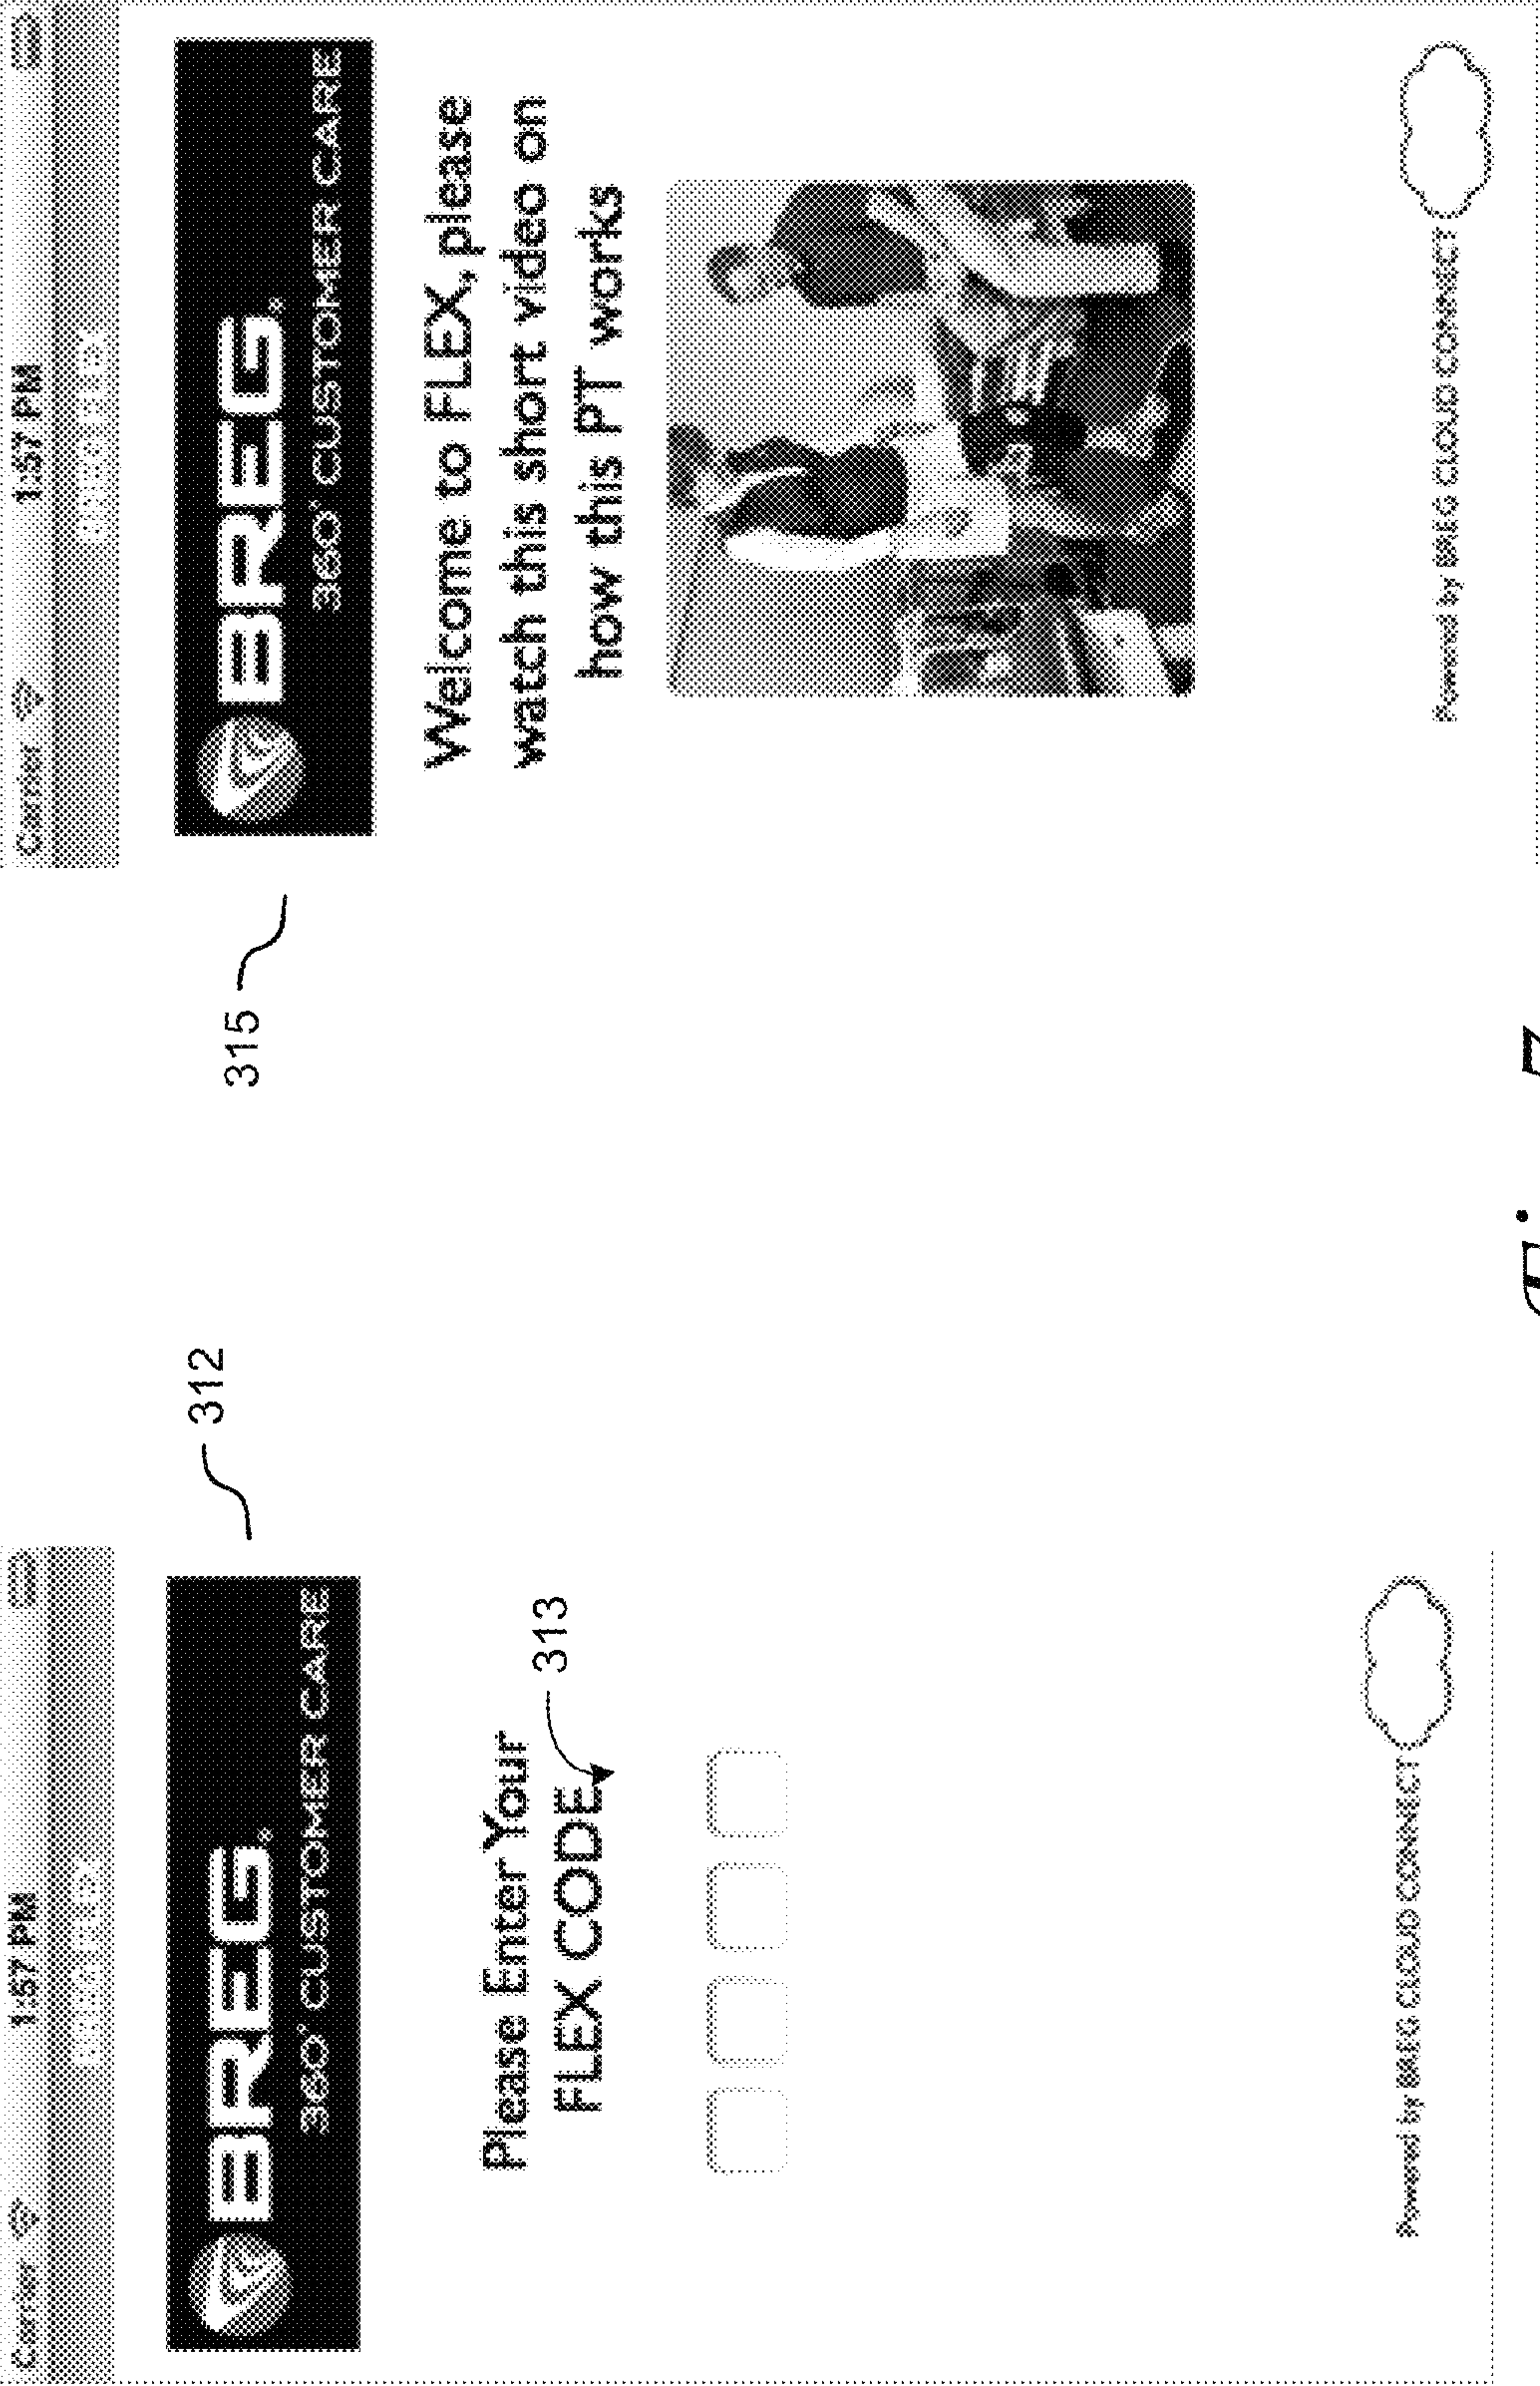 Carrier 1:57 PM
BREG®
360° CUSTOMER CARE
312
Please Enter Your
FLEX CODE
313
Powered by BREG CLOUD CONNECT
Carrier 1:57 PM
315
BREG®
360° CUSTOMER CARE
Welcome to FLEX, please
watch this short video on
how this PT works
Powered by BREG CLOUD CONNECT